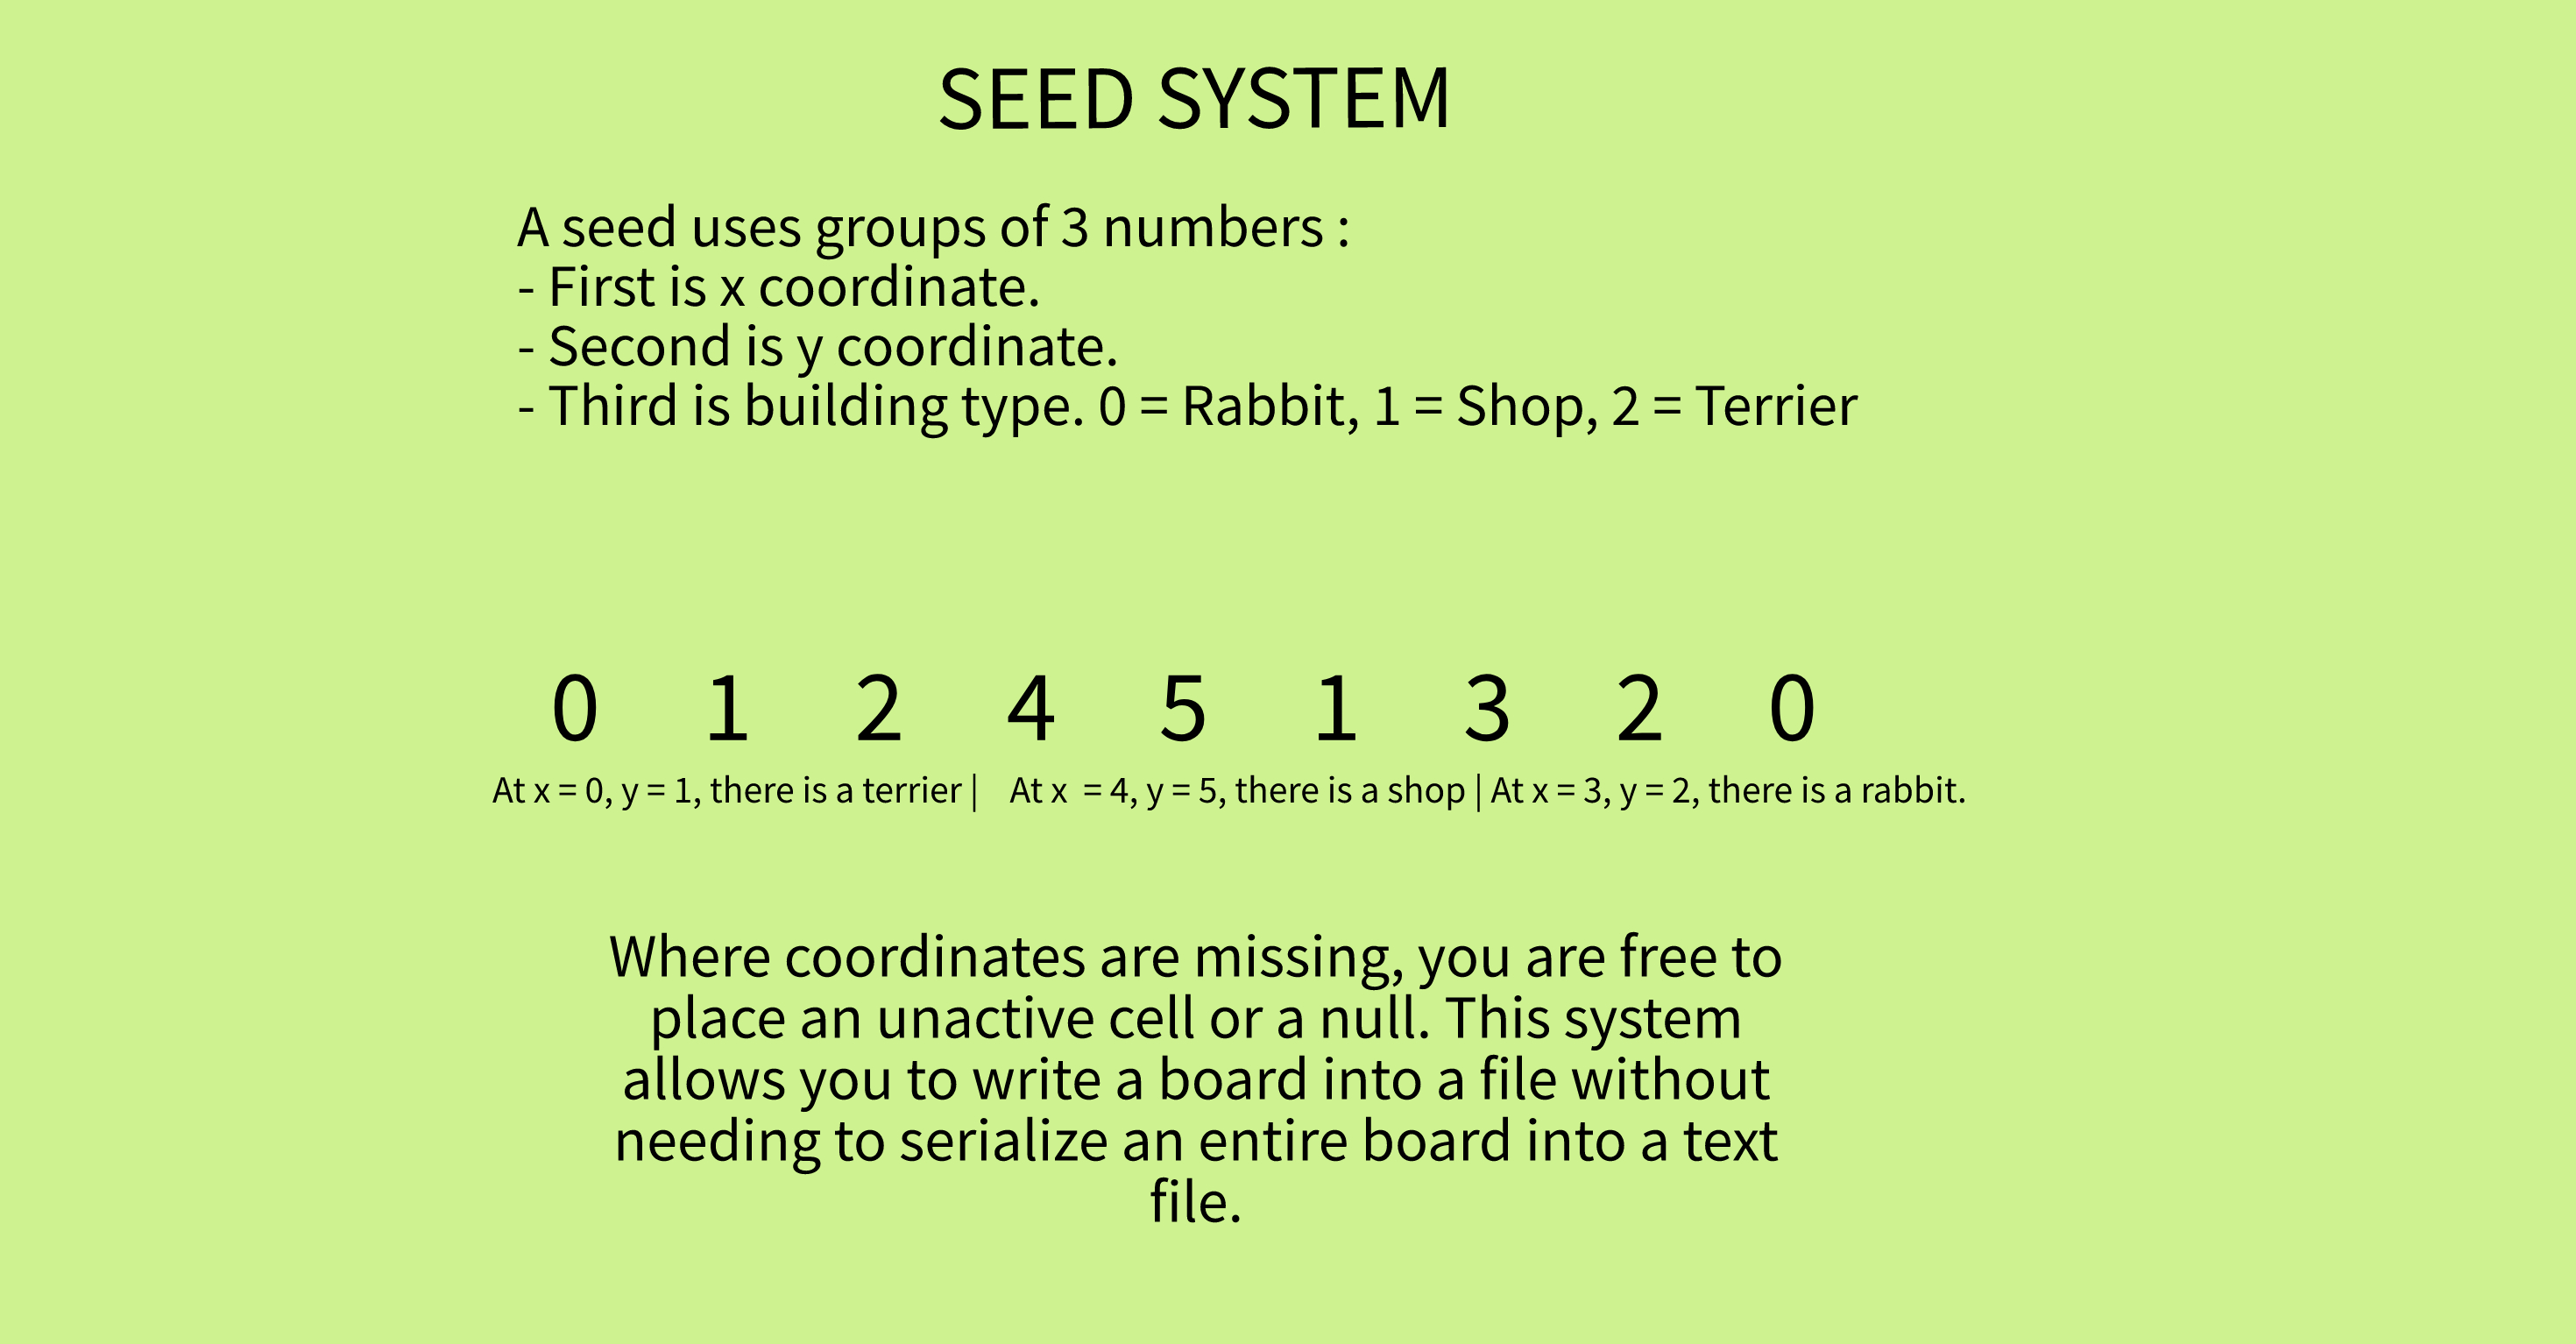 SEED SYSTEM
A seed uses groups of 3 numbers :
- First is x coordinate.
- Second is y coordinate.
- Third is building type. 0 = Rabbit, 1 = Shop, 2 = Terrier
0 1 2 4 5 1 3 2 0
At x = 0, y = 1, there is a terrier | At x  = 4, y = 5, there is a shop | At x = 3, y = 2, there is a rabbit.
Where coordinates are missing, you are free to
place an unactive cell or a null. This system
allows you to write a board into a file without
needing to serialize an entire board into a text
file.